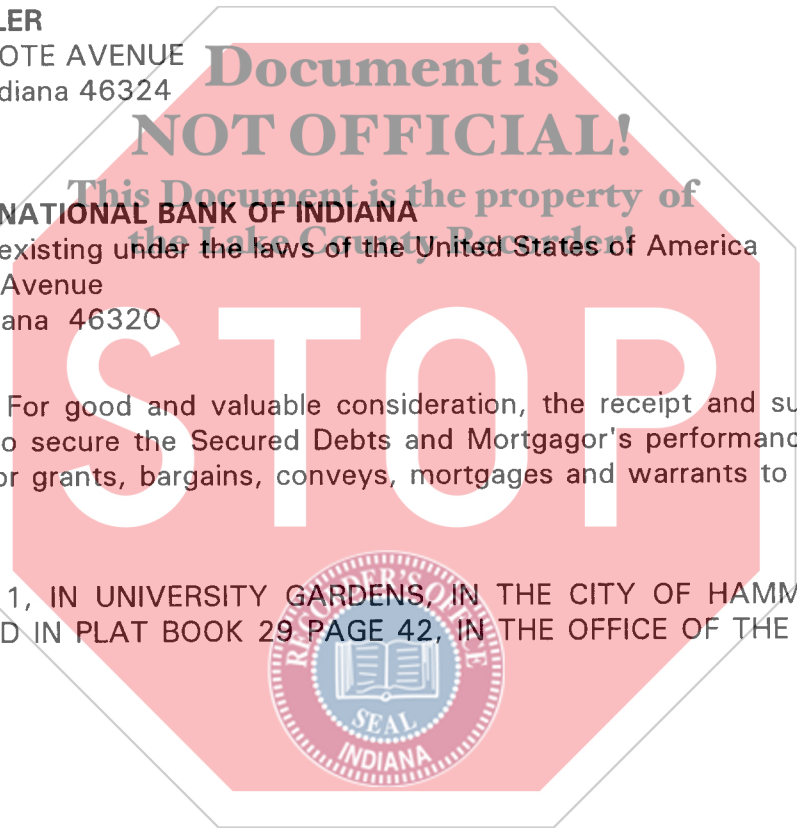 LER
OTE AVENUE
diana 46324
Document is
NOT OFFICIAL!
This Document is the property of
the Lake County Recorder!
NATIONAL BANK OF INDIANA
existing under the laws of the United States of America
Avenue
ana 46320
STOP
For good and valuable consideration, the receipt and su
o secure the Secured Debts and Mortgagor's performanc
or grants, bargains, conveys, mortgages and warrants to
1, IN UNIVERSITY GARDENS, IN THE CITY OF HAMM
D IN PLAT BOOK 29 PAGE 42, IN THE OFFICE OF THE
RECORDER'S OFFICE
SEAL
INDIANA